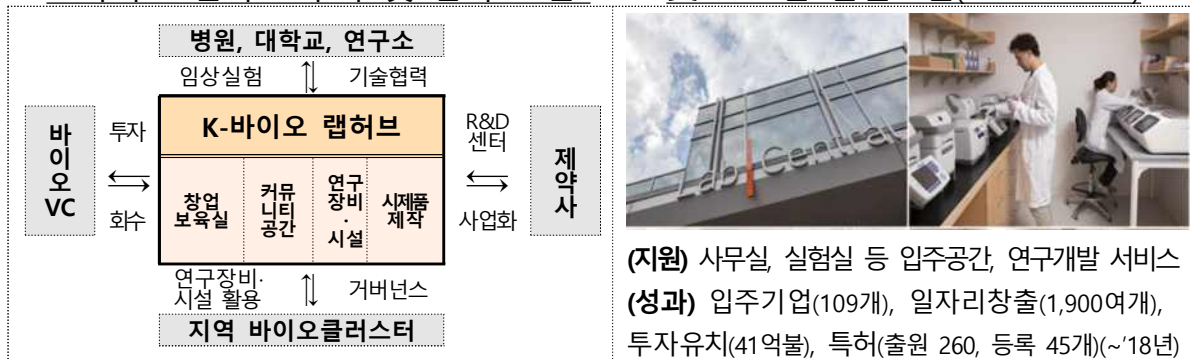 병원, 대학교, 연구소
임상실험 ⇅ 기술협력
바이오 VC
투자
⇆
회수
K-바이오 랩허브
창업
보육실
커뮤
니티
공간
연구
장비
·
시설
시제품
제작
R&D
센터
⇆
사업화
제약사
연구장비·
시설 활용
⇅ 거버넌스
지역 바이오클러스터
Lab Central
(지원) 사무실, 실험실 등 입주공간, 연구개발 서비스
(성과) 입주기업(109개), 일자리창출(1,900여개),
투자유치(41억불), 특허(출원 260, 등록 45개)(~'18년)